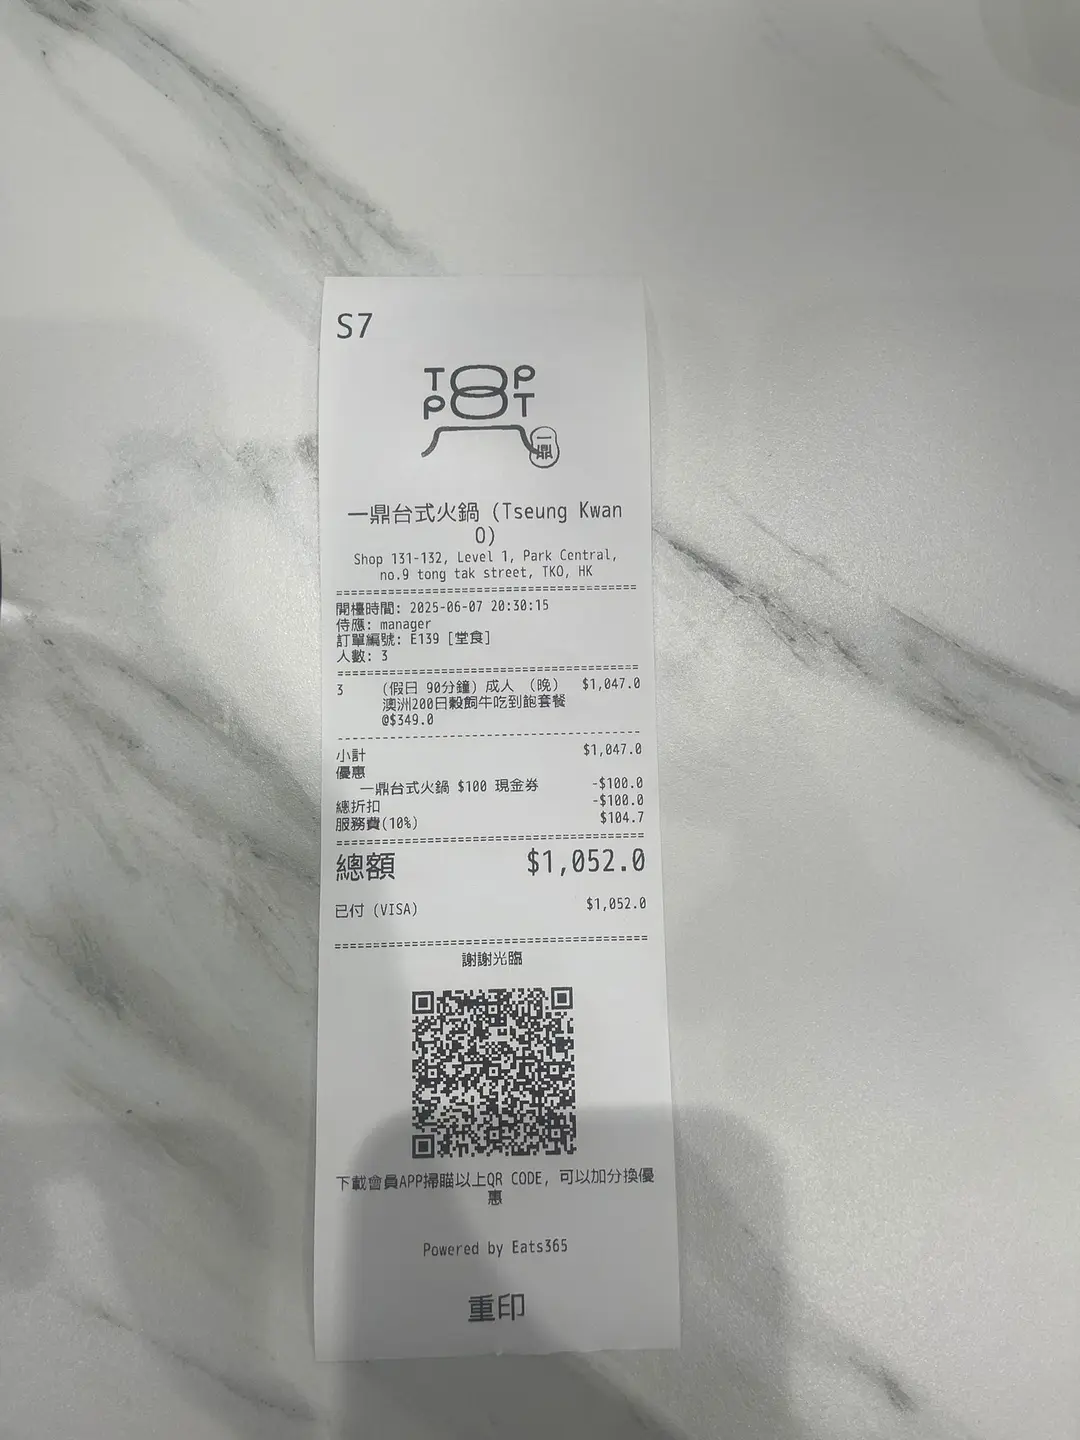 S7
TOP
POT
一鼎
一鼎台式火鍋 (Tseung Kwan
O)
Shop 131-132, Level 1, Park Central,
no.9 tong tak street, TKO, HK
========================================
開檯時間: 2025-06-07 20:30:15
侍應: manager
訂單編號: E139 [堂食]
人數: 3
========================================
3 (假日 90分鐘) 成人 (晚) $1,047.0
澳洲200日穀飼牛吃到飽套餐
@$349.0
----------------------------------------
小計 $1,047.0
優惠
一鼎台式火鍋 $100 現金券 -$100.0
總折扣 -$100.0
服務費(10%) $104.7
========================================
總額 $1,052.0
已付 (VISA) $1,052.0
========================================
謝謝光臨
下載會員APP掃瞄以上QR CODE, 可以加分換優
惠
Powered by Eats365
重印